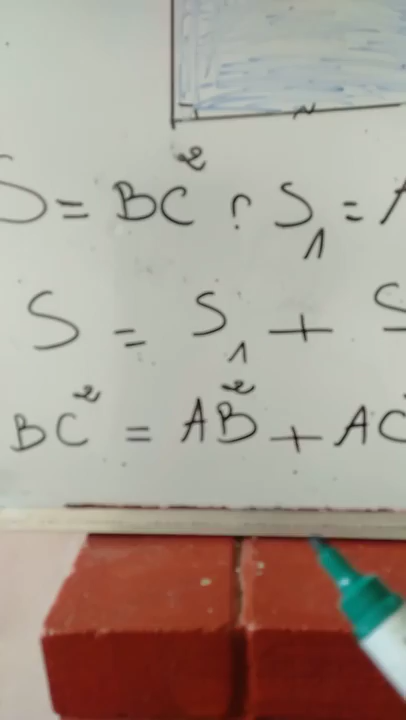 S = BC² ; S₁ = A
S = S₁ + S
BC² = AB² + AC